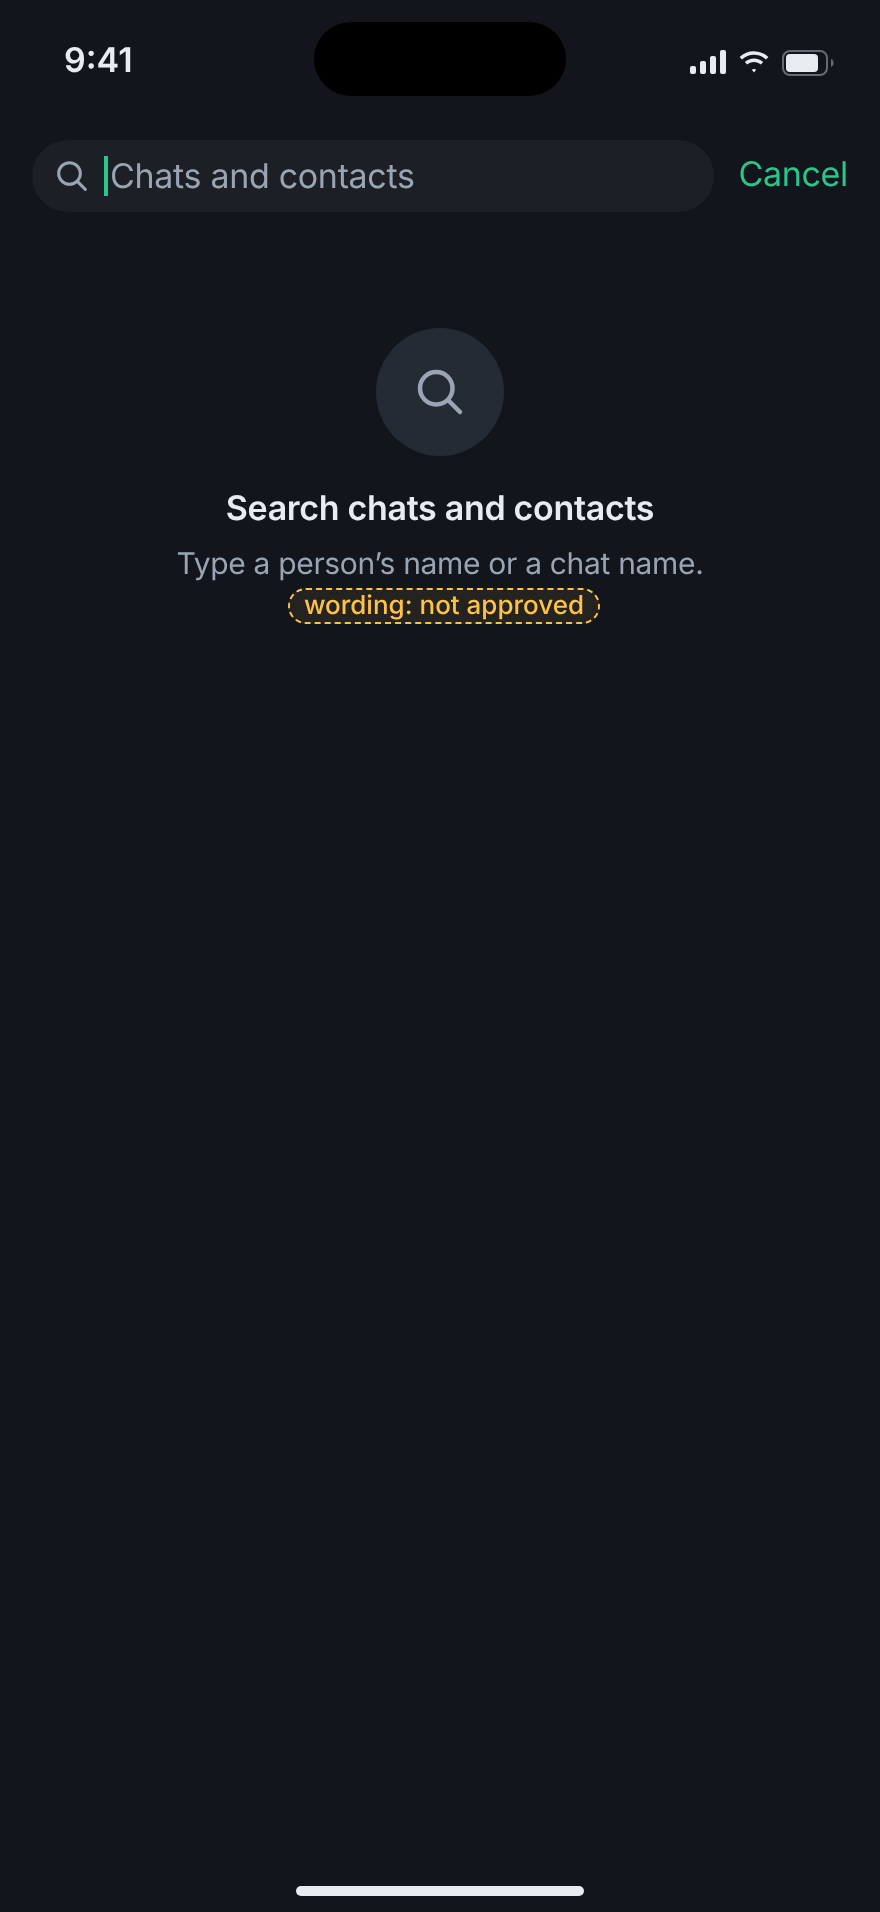 9:41
Chats and contacts
Cancel
Search chats and contacts
Type a person’s name or a chat name.
wording: not approved